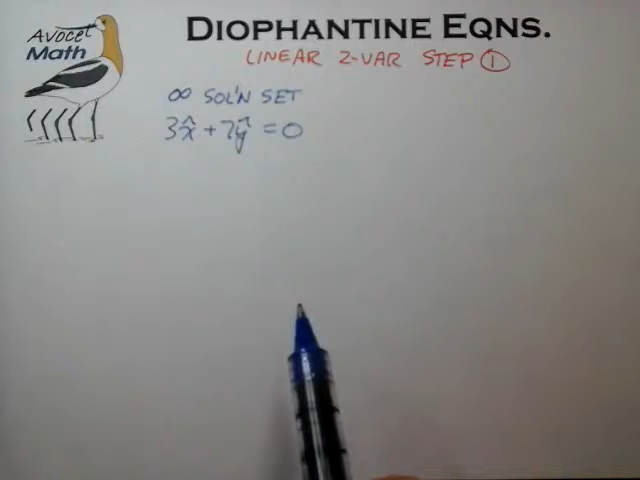 Avocet
Math
DIOPHANTINE EQNS.
LINEAR 2-VAR STEP ①
∞ SOL'N SET
3x̂ + 7ŷ = 0